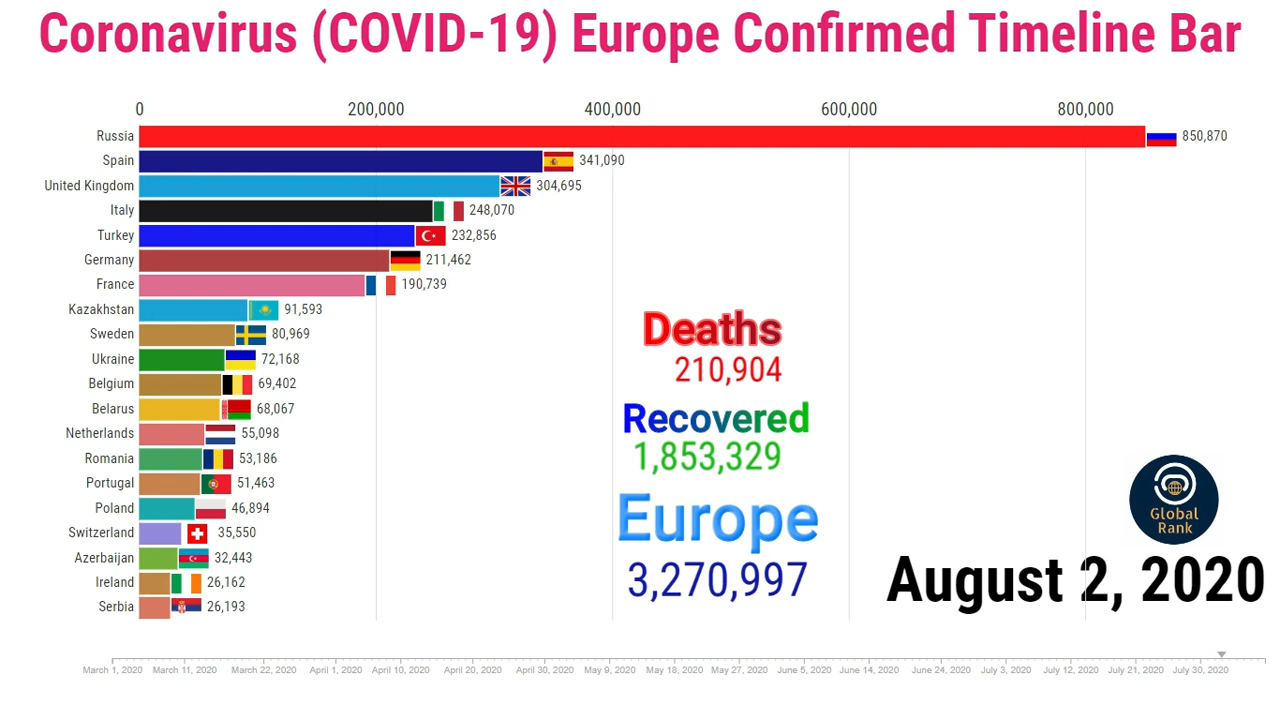 Coronavirus (COVID-19) Europe Confirmed Timeline Bar
0 200,000 400,000 600,000 800,000
Russia 850,870
Spain 341,090
United Kingdom 304,695
Italy 248,070
Turkey 232,856
Germany 211,462
France 190,739
Kazakhstan 91,593
Sweden 80,969
Ukraine 72,168
Belgium 69,402
Belarus 68,067
Netherlands 55,098
Romania 53,186
Portugal 51,463
Poland 46,894
Switzerland 35,550
Azerbaijan 32,443
Ireland 26,162
Serbia 26,193
Deaths
210,904
Recovered
1,853,329
Europe
3,270,997
Global
Rank
August 2, 2020
March 1, 2020 March 11, 2020 March 22, 2020 April 1, 2020 April 10, 2020 April 20, 2020 April 30, 2020 May 9, 2020 May 18, 2020 May 27, 2020 June 5, 2020 June 14, 2020 June 24, 2020 July 3, 2020 July 12, 2020 July 21, 2020 July 30, 2020